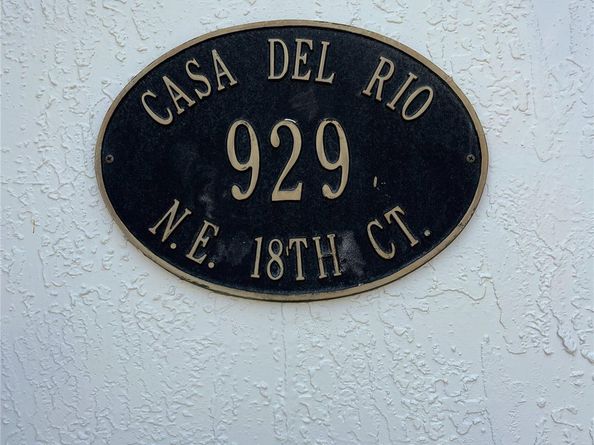 CASA DEL RIO
929
N.E. 18TH CT.